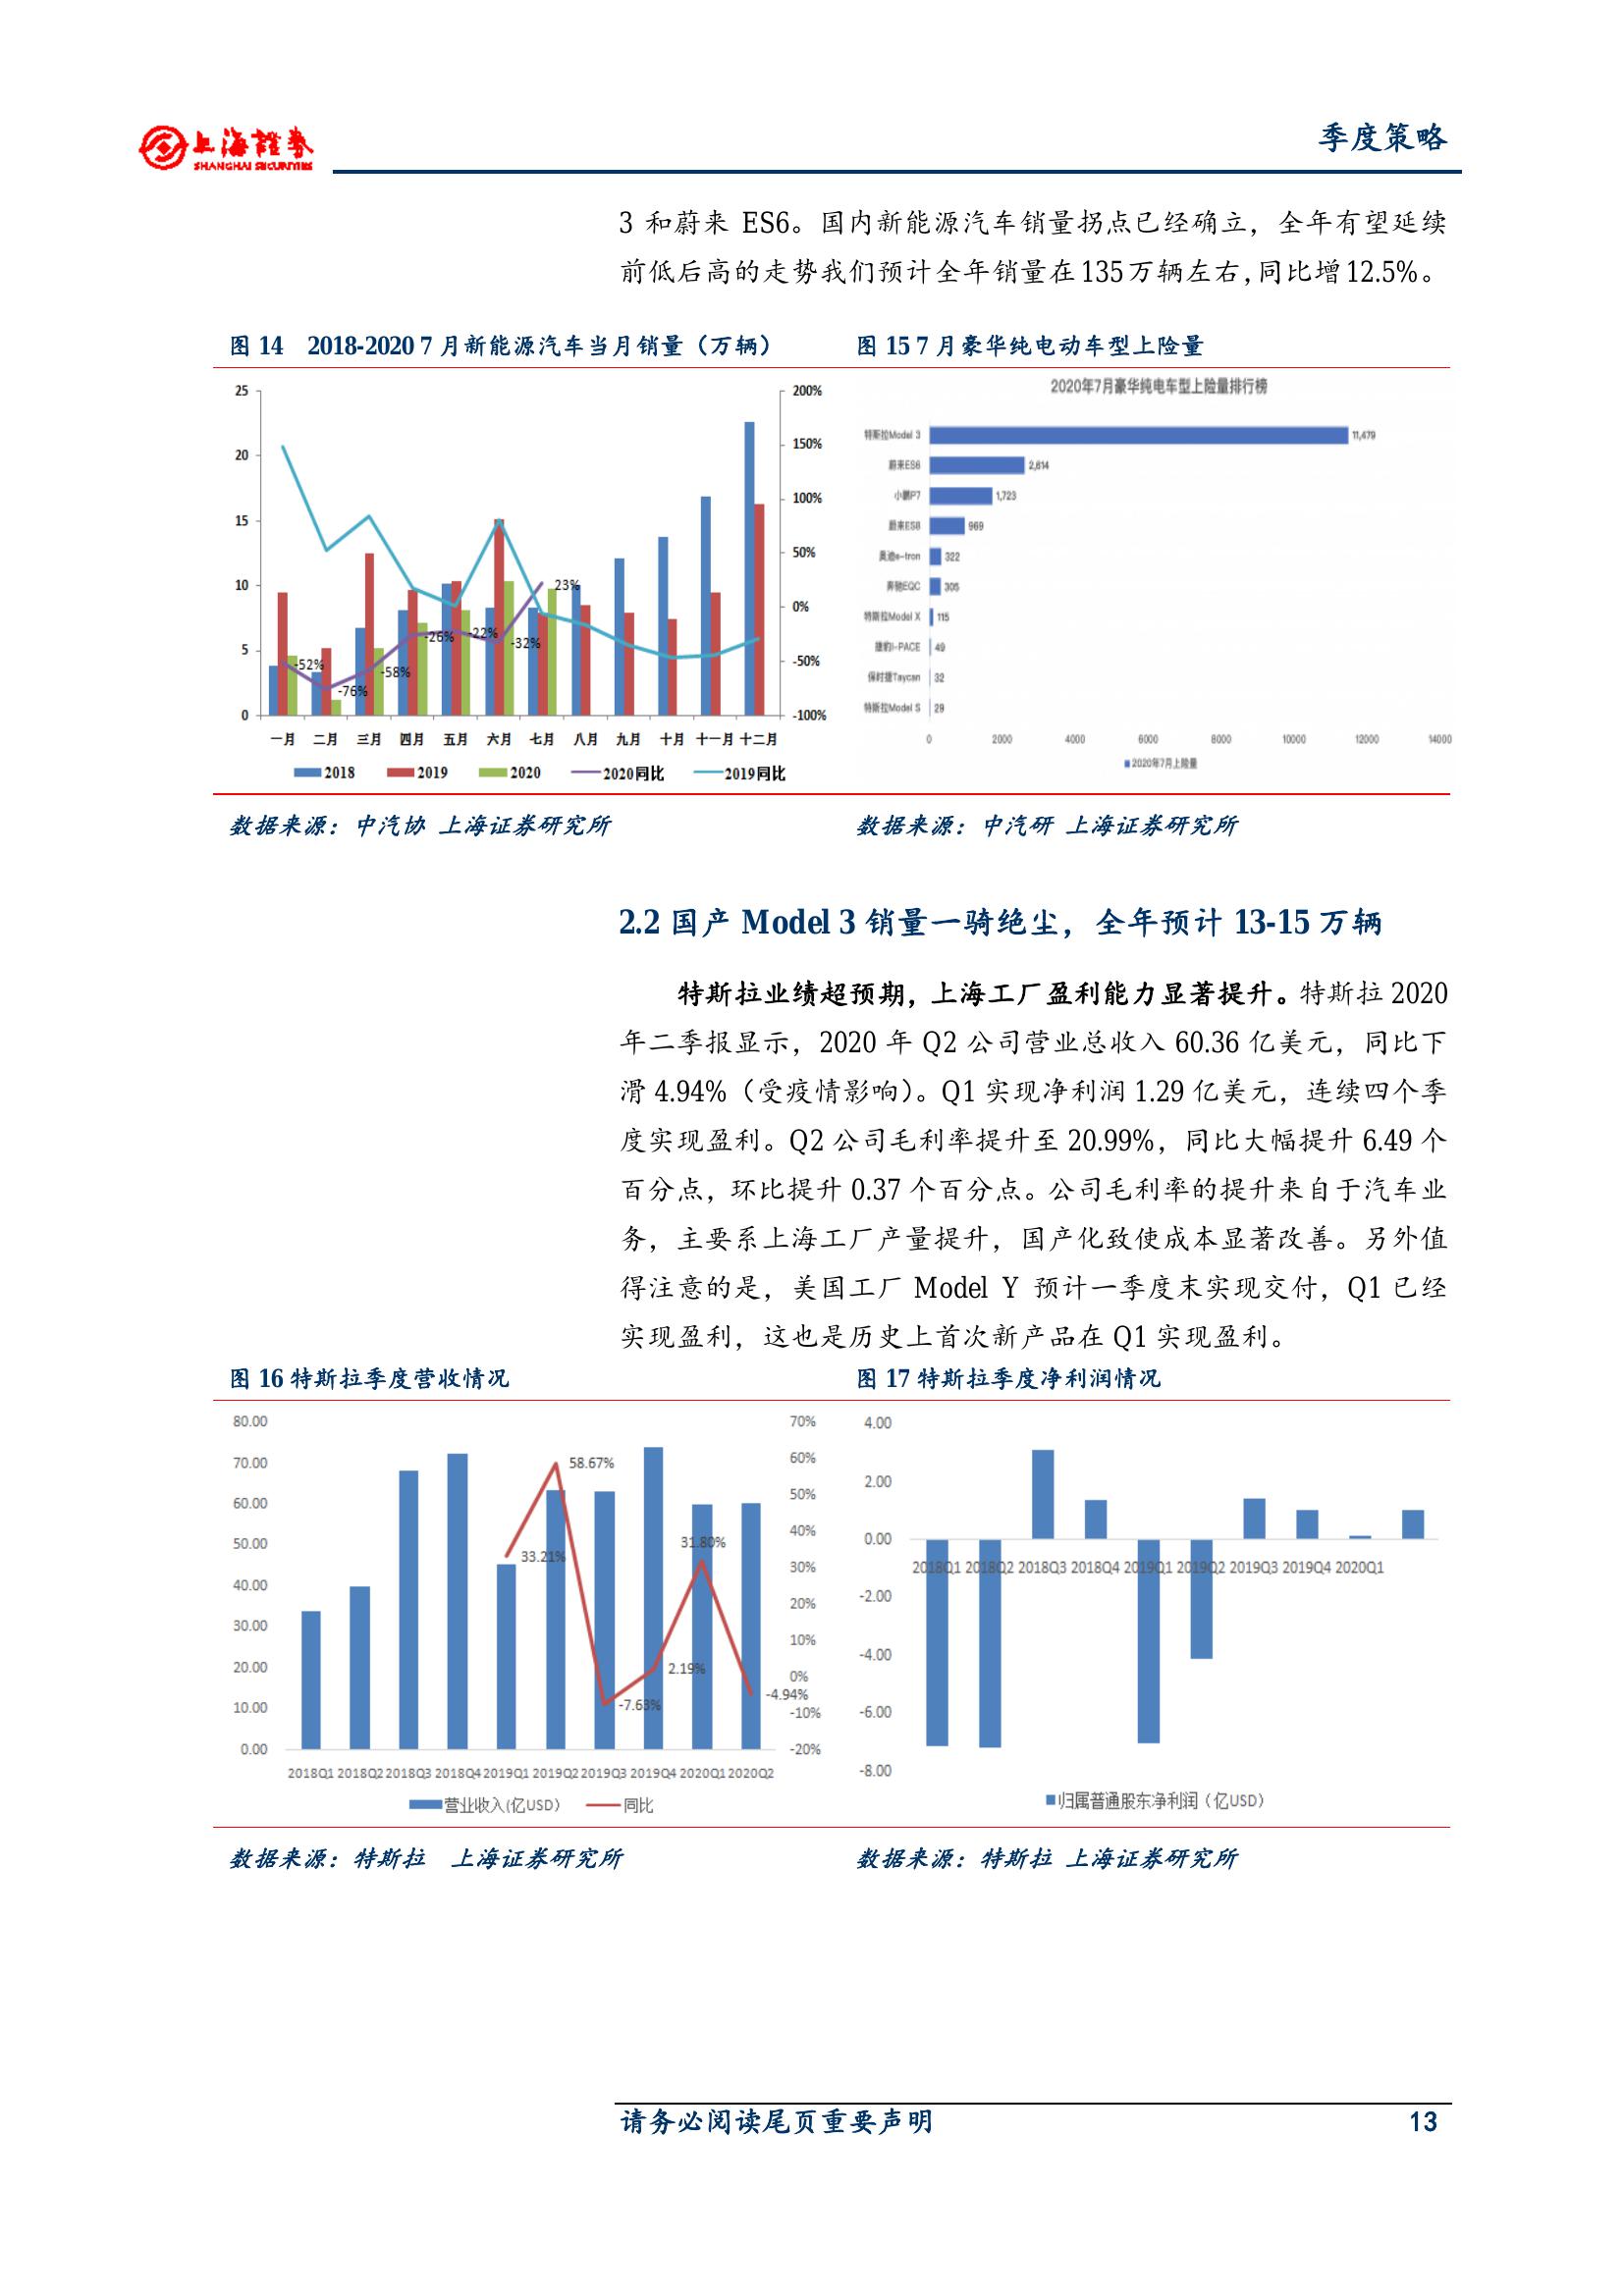 上海證券
SHANGHAI SECURITIES
季度策略
3 和蔚来 ES6。国内新能源汽车销量拐点已经确立，全年有望延续
前低后高的走势我们预计全年销量在 135 万辆左右，同比增 12.5%。
图 14 2018-2020 7 月新能源汽车当月销量（万辆）
25
20
15
10
5
0
200%
150%
100%
50%
0%
-50%
-100%
-52%
-76%
-58%
-26%
-22%
-32%
23%
一月 二月 三月 四月 五月 六月 七月 八月 九月 十月 十一月 十二月
2018 2019 2020 2020同比 2019同比
图 15 7 月豪华纯电动车型上险量
2020年7月豪华纯电车型上险量排行榜
特斯拉Model 3 11,479
蔚来ES6 2,614
小鹏P7 1,723
蔚来ES8 969
奥迪e-tron 322
奔驰EQC 305
特斯拉Model X 115
捷豹I-PACE 49
保时捷Taycan 32
特斯拉Model S 29
0 2000 4000 6000 8000 10000 12000 14000
2020年7月上险量
数据来源：中汽协 上海证券研究所
数据来源：中汽研 上海证券研究所
2.2 国产 Model 3 销量一骑绝尘，全年预计 13-15 万辆
特斯拉业绩超预期，上海工厂盈利能力显著提升。特斯拉 2020
年二季报显示，2020 年 Q2 公司营业总收入 60.36 亿美元，同比下
滑 4.94%（受疫情影响）。Q1 实现净利润 1.29 亿美元，连续四个季
度实现盈利。Q2 公司毛利率提升至 20.99%，同比大幅提升 6.49 个
百分点，环比提升 0.37 个百分点。公司毛利率的提升来自于汽车业
务，主要系上海工厂产量提升，国产化致使成本显著改善。另外值
得注意的是，美国工厂 Model Y 预计一季度末实现交付，Q1 已经
实现盈利，这也是历史上首次新产品在 Q1 实现盈利。
图 16 特斯拉季度营收情况
80.00
70.00
60.00
50.00
40.00
30.00
20.00
10.00
0.00
70%
60%
50%
40%
30%
20%
10%
0%
-10%
-20%
33.21%
58.67%
-7.63%
2.19%
31.80%
-4.94%
2018Q1 2018Q2 2018Q3 2018Q4 2019Q1 2019Q2 2019Q3 2019Q4 2020Q1 2020Q2
营业收入(亿USD） 同比
图 17 特斯拉季度净利润情况
4.00
2.00
0.00
-2.00
-4.00
-6.00
-8.00
2018Q1 2018Q2 2018Q3 2018Q4 2019Q1 2019Q2 2019Q3 2019Q4 2020Q1
归属普通股东净利润（亿USD）
数据来源：特斯拉 上海证券研究所
数据来源：特斯拉 上海证券研究所
请务必阅读尾页重要声明
13